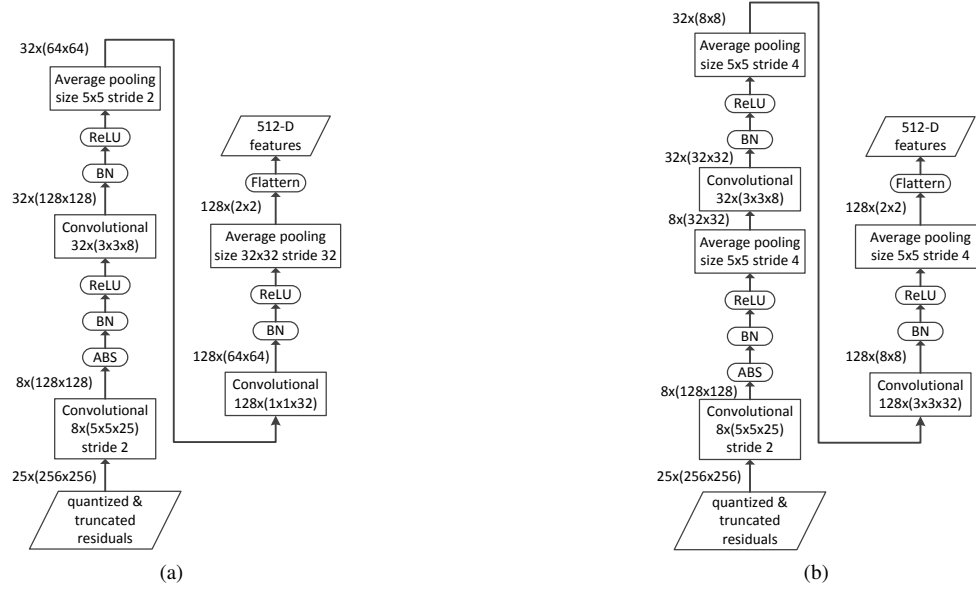 32x(64x64)
Average pooling
size 5x5 stride 2
ReLU
BN
32x(128x128)
Convolutional
32x(3x3x8)
ReLU
BN
ABS
8x(128x128)
Convolutional
8x(5x5x25)
stride 2
25x(256x256)
quantized &
truncated
residuals
512-D
features
Flattern
128x(2x2)
Average pooling
size 32x32 stride 32
ReLU
BN
128x(64x64)
Convolutional
128x(1x1x32)
(a)
32x(8x8)
Average pooling
size 5x5 stride 4
ReLU
BN
32x(32x32)
Convolutional
32x(3x3x8)
8x(32x32)
Average pooling
size 5x5 stride 4
ReLU
BN
ABS
8x(128x128)
Convolutional
8x(5x5x25)
stride 2
25x(256x256)
quantized &
truncated
residuals
512-D
features
Flattern
128x(2x2)
Average pooling
size 5x5 stride 4
ReLU
BN
128x(8x8)
Convolutional
128x(3x3x32)
(b)